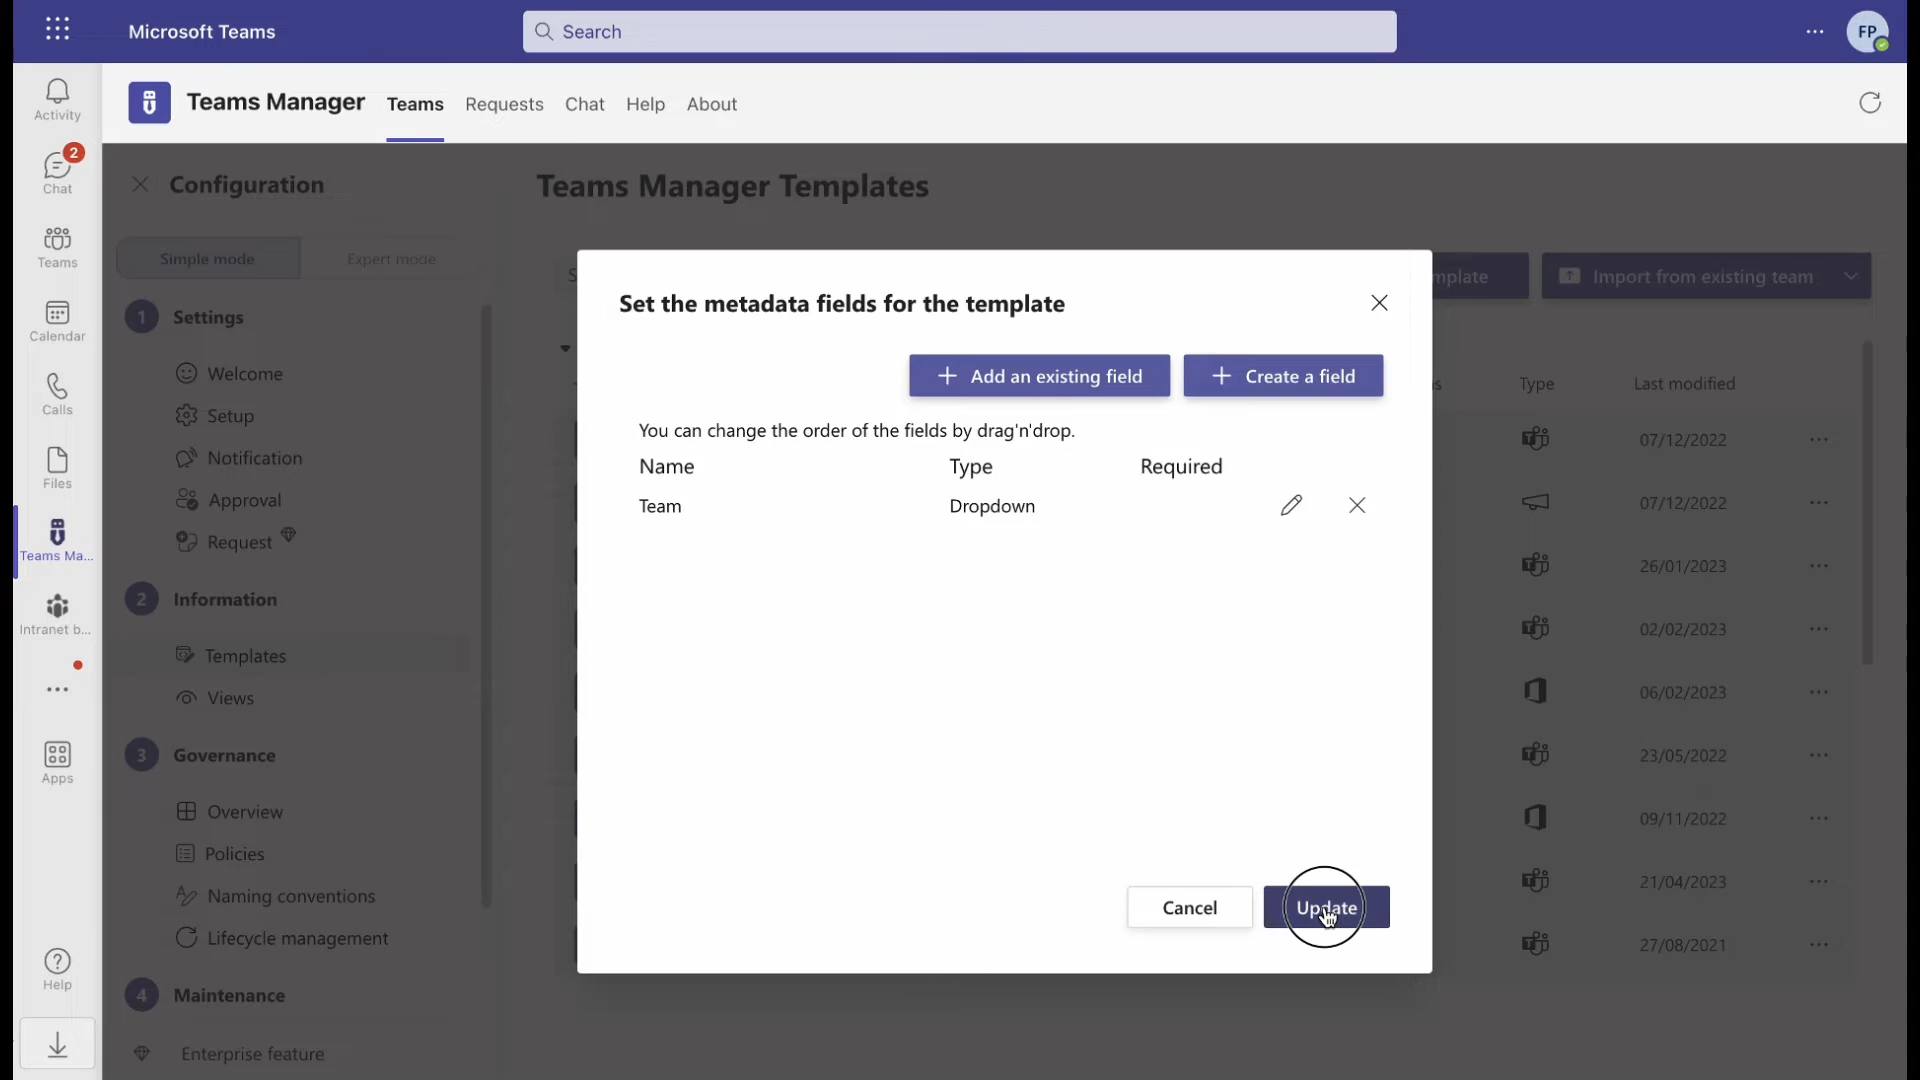 Microsoft Teams
Search
FP
Activity
2
Chat
Teams
Calendar
Calls
Files
Teams Ma...
Intranet b...
Apps
Help
Teams Manager
Teams
Requests
Chat
Help
About
Configuration
Simple mode
Expert mode
1
Settings
Welcome
Setup
Notification
Approval
Request
2
Information
Templates
Views
3
Governance
Overview
Policies
Naming conventions
Lifecycle management
4
Maintenance
Enterprise feature
Teams Manager Templates
Import from existing team
Type
Last modified
07/12/2022
07/12/2022
26/01/2023
02/02/2023
06/02/2023
23/05/2022
09/11/2022
21/04/2023
27/08/2021
Set the metadata fields for the template
Add an existing field
Create a field
You can change the order of the fields by drag'n'drop.
Name Type Required
Team Dropdown
Cancel
Update